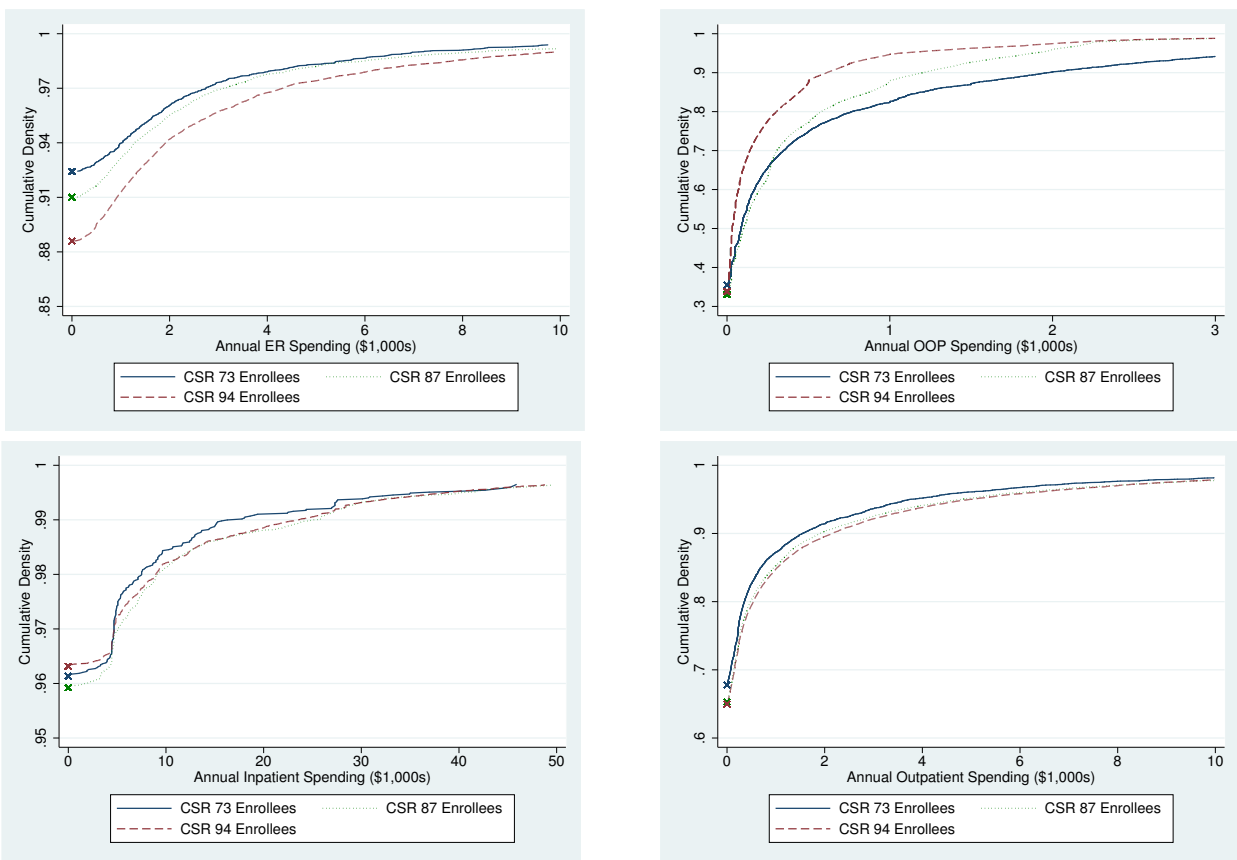 Cumulative Density
1
.97
.94
.91
.88
.85
0 2 4 6 8 10
Annual ER Spending ($1,000s)
CSR 73 Enrollees CSR 87 Enrollees
CSR 94 Enrollees
Cumulative Density
1
.9
.8
.7
.6
.5
.4
.3
0 1 2 3
Annual OOP Spending ($1,000s)
CSR 73 Enrollees CSR 87 Enrollees
CSR 94 Enrollees
Cumulative Density
1
.99
.98
.97
.96
.95
0 10 20 30 40 50
Annual Inpatient Spending ($1,000s)
CSR 73 Enrollees CSR 87 Enrollees
CSR 94 Enrollees
Cumulative Density
1
.9
.8
.7
.6
0 2 4 6 8 10
Annual Outpatient Spending ($1,000s)
CSR 73 Enrollees CSR 87 Enrollees
CSR 94 Enrollees